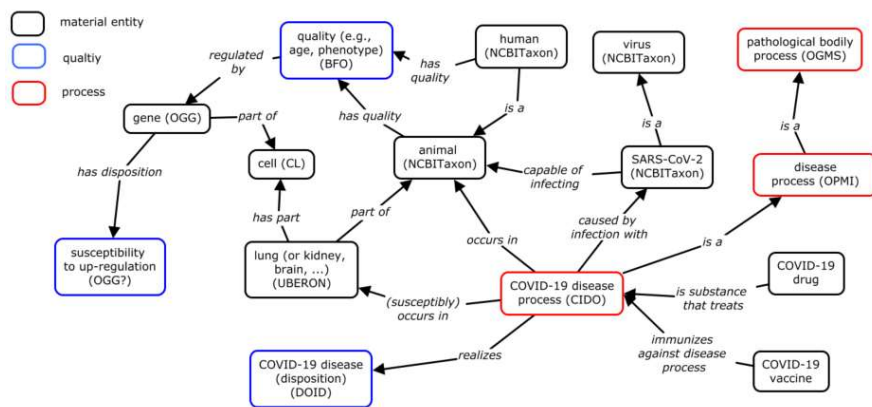 material entity
qualtiy
process
quality (e.g.,
age, phenotype)
(BFO)
human
(NCBITaxon)
virus
(NCBITaxon)
pathological bodily
process (OGMS)
regulated
by
has
quality
gene (OGG)
part of
has quality
is a
is a
is a
cell (CL)
animal
(NCBITaxon)
capable of
infecting
SARS-CoV-2
(NCBITaxon)
disease
process (OPMI)
has disposition
has part
part of
occurs in
caused by
infection with
is a
susceptibility
to up-regulation
(OGG?)
lung (or kidney,
brain, ...)
(UBERON)
(susceptibly)
occurs in
COVID-19 disease
process (CIDO)
is substance
that treats
COVID-19
drug
realizes
immunizes
against disease
process
COVID-19 disease
(disposition)
(DOID)
COVID-19
vaccine